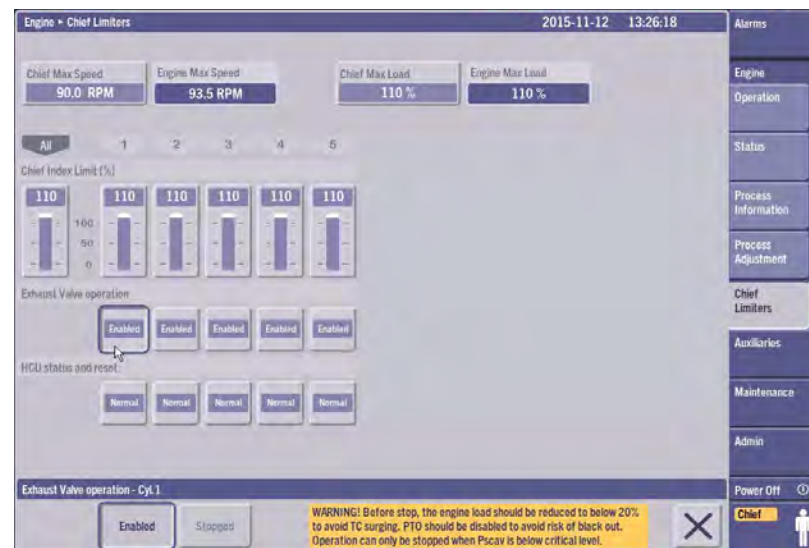 Engine ▸ Chief Limiters 2015-11-12 13:26:18
Chief Max Speed Engine Max Speed Chief Max Load Engine Max Load
90.0 RPM 93.5 RPM 110 % 110 %
All 1 2 3 4 5
Chief Index Limit (%)
110 110 110 110 110 110
100
50
0
Exhaust Valve operation
Enabled Enabled Enabled Enabled Enabled
HCU status and reset
Normal Normal Normal Normal Normal
Exhaust Valve operation - Cyl.1
Enabled Stopped
WARNING! Before stop, the engine load should be reduced to below 20%
to avoid TC surging. PTO should be disabled to avoid risk of black out.
Operation can only be stopped when Pscav is below critical level.
Alarms
Engine
Operation
Status
Process
Information
Process
Adjustment
Chief
Limiters
Auxiliaries
Maintenance
Admin
Power Off
Chief